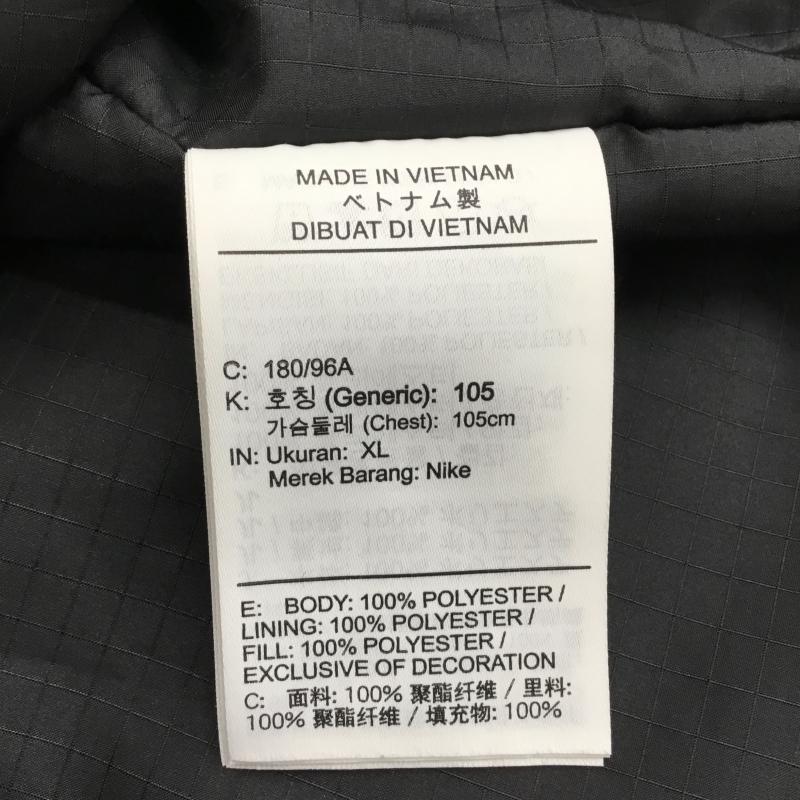 MADE IN VIETNAM
ベトナム製
DIBUAT DI VIETNAM
C: 180/96A
K: 호칭 (Generic): 105
가슴둘레 (Chest): 105cm
IN: Ukuran: XL
Merek Barang: Nike
E: BODY: 100% POLYESTER /
LINING: 100% POLYESTER /
FILL: 100% POLYESTER /
EXCLUSIVE OF DECORATION
C: 面料: 100% 聚酯纤维 / 里料:
100% 聚酯纤维 / 填充物: 100%